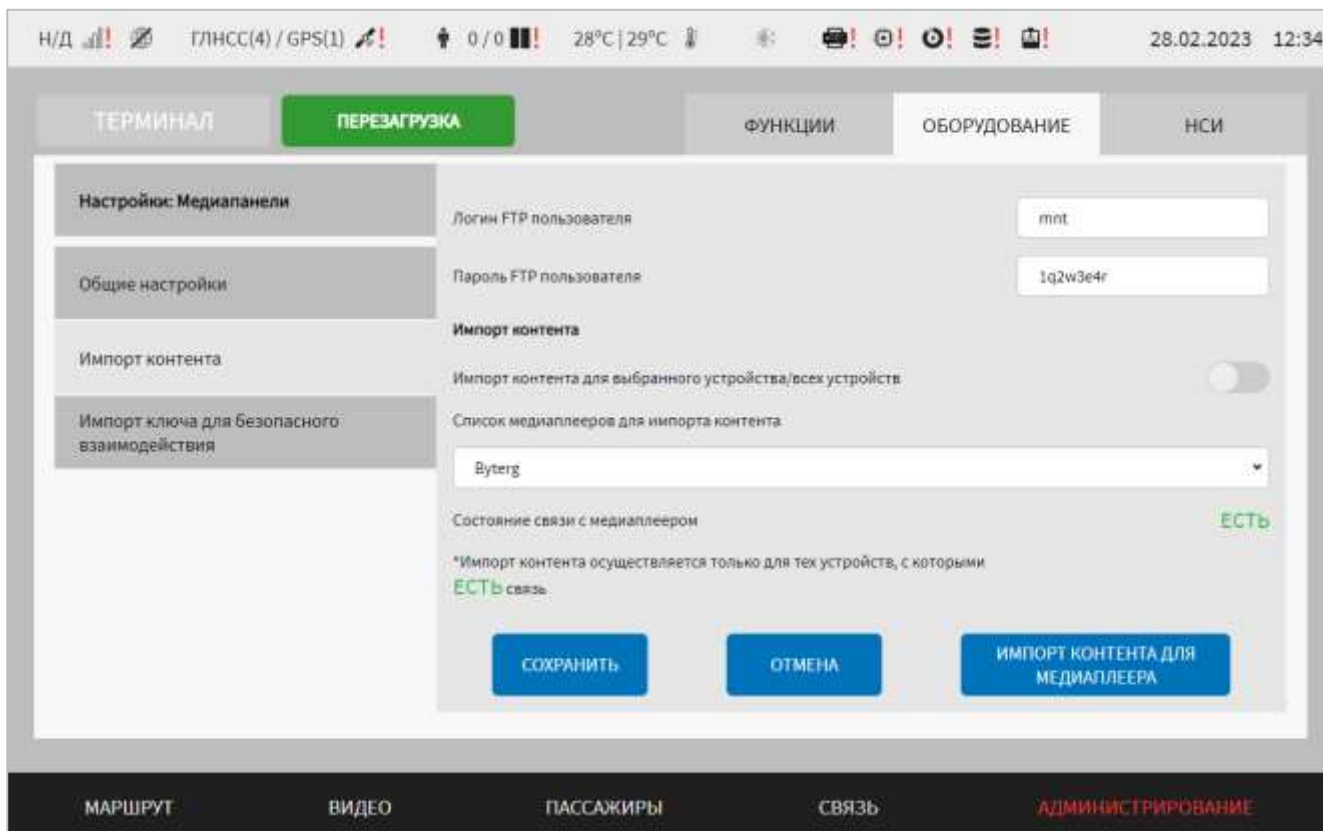 Н/Д ! ГЛНСС(4) / GPS(1) ! 0 / 0 ! 28°C | 29°C ! ! ! ! ! 28.02.2023 12:34
ТЕРМИНАЛ ПЕРЕЗАГРУЗКА ФУНКЦИИ ОБОРУДОВАНИЕ НСИ
Настройки: Медиапанели
Общие настройки
Импорт контента
Импорт ключа для безопасного
взаимодействия
Логин FTP пользователя mnt
Пароль FTP пользователя 1q2w3e4r
Импорт контента
Импорт контента для выбранного устройства/всех устройств
Список медиаплееров для импорта контента
Byterg
Состояние связи с медиаплеером ЕСТЬ
*Импорт контента осуществляется только для тех устройств, с которыми
ЕСТЬ связь
СОХРАНИТЬ ОТМЕНА ИМПОРТ КОНТЕНТА ДЛЯ
МЕДИАПЛЕЕРА
МАРШРУТ ВИДЕО ПАССАЖИРЫ СВЯЗЬ АДМИНИСТРИРОВАНИЕ